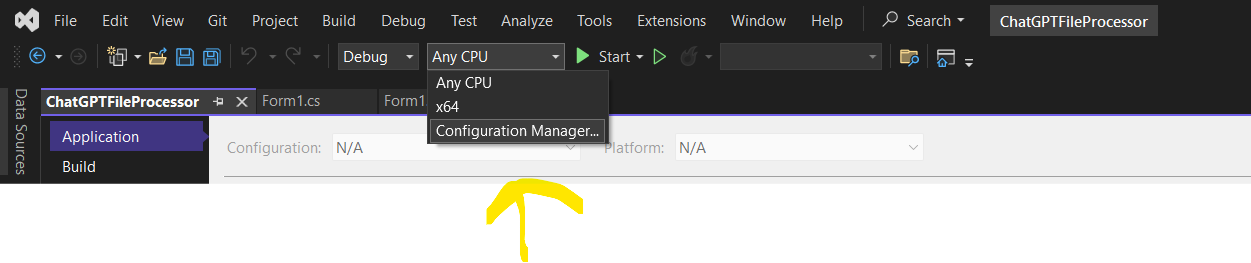 File Edit View Git Project Build Debug Test Analyze Tools Extensions Window Help Search ChatGPTFileProcessor
Debug Any CPU Start
Any CPU
ChatGPTFileProcessor Form1.cs Form1.
x64
Data Sources
Application
Configuration Manager...
Configuration: N/A Platform: N/A
Build